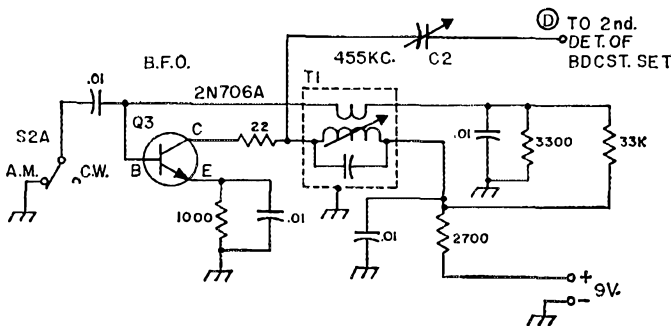 D TO 2nd.
DET. OF
BDCST. SET
455KC. C2
B.F.O.
T1
.01
2N706A
S2A
Q3
C
22
.01
3300
33K
A.M.
C.W.
B
E
1000
.01
.01
2700
+
9V.
-